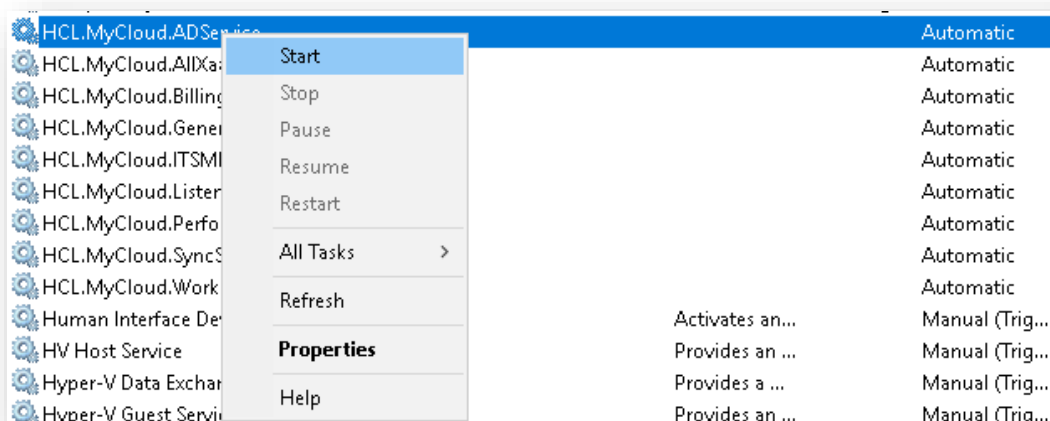 HCL.MyCloud.ADService Automatic
Start
HCL.MyCloud.AllXaa Automatic
Stop
HCL.MyCloud.Billing Automatic
Pause
HCL.MyCloud.Gener Automatic
HCL.MyCloud.ITSM Automatic
Resume
HCL.MyCloud.Listen Automatic
Restart
HCL.MyCloud.Perfo Automatic
HCL.MyCloud.SyncS Automatic
All Tasks
HCL.MyCloud.Work Automatic
Refresh
Human Interface De Activates an... Manual (Trig...
Properties
HV Host Service Provides an ... Manual (Trig...
Hyper-V Data Exchan Provides a ... Manual (Trig...
Help
Hyper-V Guest Servi Provides an ... Manual (Trig...